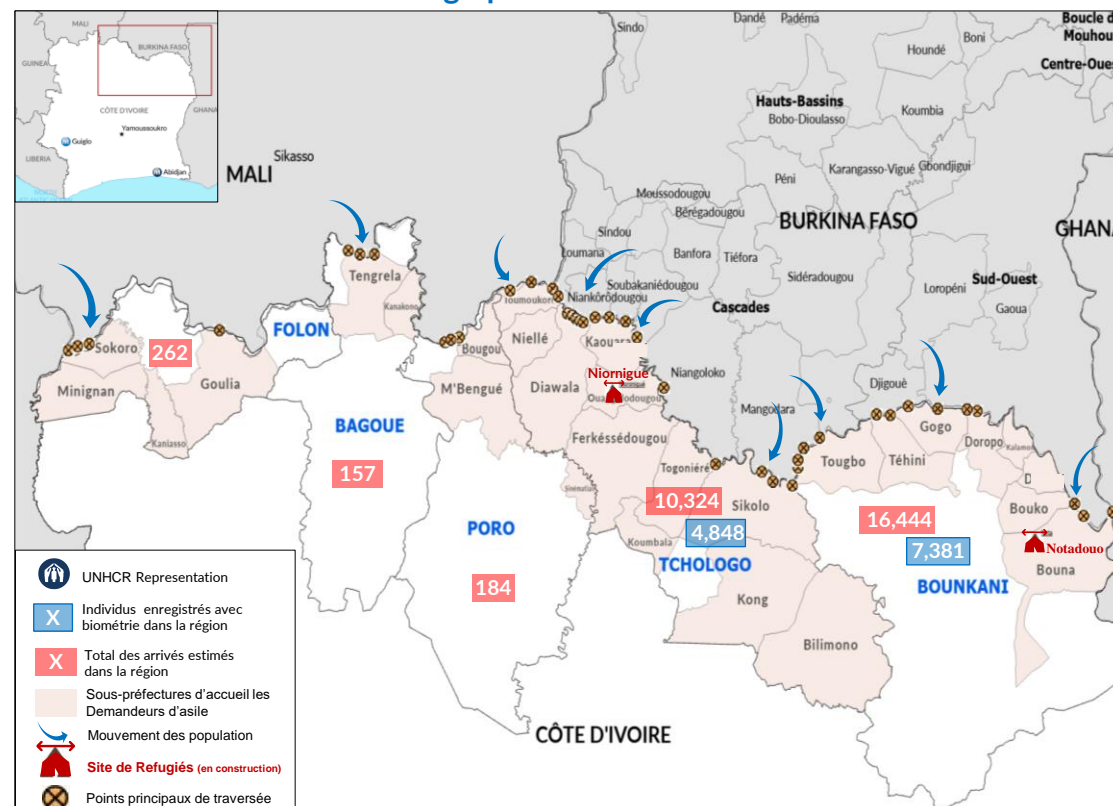 MALI
BURKINA FASO
GUINEA
CÔTE D'IVOIRE
GHANA
Yamoussoukro
Guiglo
LIBERIA
Abidjan
Sindo
Dandé
Padéma
Boucle d
Mouhou
Houndé
Boni
Centre-Oues
Hauts-Bassins
Bobo-Dioulasso
Koumbia
Sikasso
MALI
Karangasso-Vigué
Gbondjigui
Péni
Moussodougou
Bérégadougou
BURKINA FASO
GHANA
Sindou
Loumana
Banfora
Tiéfora
Tengrela
Soubakaniédougou
Sidéradougou
Sud-Ouest
Loropéni
Kanakono
Toumoukoro
Niankôrôdougou
Cascades
Gaoua
FOLON
Sokoro
262
Niellé
Kaouara
Bougou
Niornigue
Niangoloko
Djigouè
Minignan
Goulia
M'Bengué
Diawala
Mangodara
Gogo
BAGOUE
Kaniasso
Ferkéssédougou
Doropo
Kalamon
Togoniéré
Tougbo
Téhini
157
Sikolo
10,324
Bouko
16,444
PORO
4,848
7,381
Notadouo
Koumbala
TCHOLOGO
Bouna
184
BOUNKANI
Kong
Bilimono
CÔTE D'IVOIRE
UNHCR Representation
X
Individus enregistrés avec
biométrie dans la région
X
Total des arrivés estimés
dans la région
Sous-préfectures d'accueil les
Demandeurs d'asile
Mouvement des population
Site de Refugiés (en construction)
Points principaux de traversée